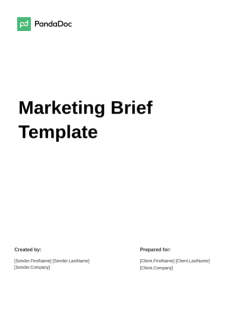 pd PandaDoc
Marketing Brief
Template
Created by:
[Sender.FirstName] [Sender.LastName]
[Sender.Company]
Prepared for:
[Client.FirstName] [Client.LastName]
[Client.Company]